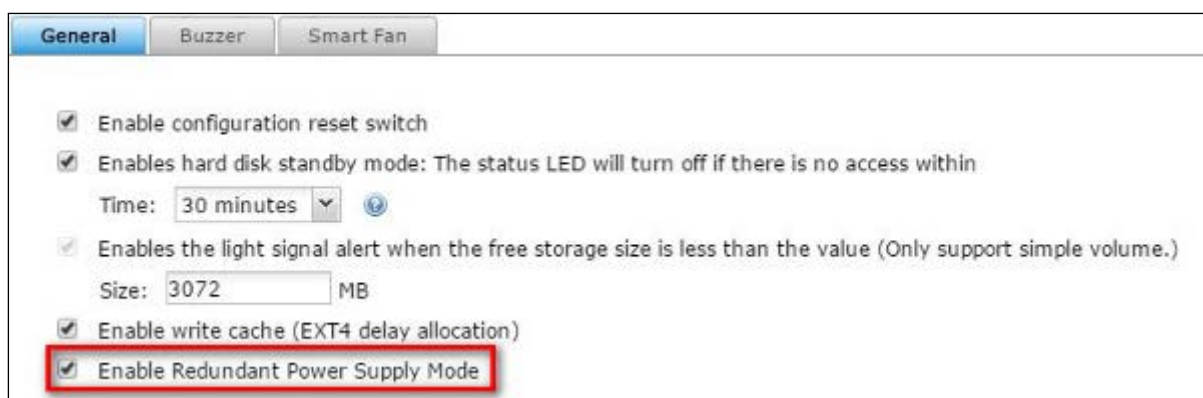 General Buzzer Smart Fan
Enable configuration reset switch
Enables hard disk standby mode: The status LED will turn off if there is no access within
Time: 30 minutes
Enables the light signal alert when the free storage size is less than the value (Only support simple volume.)
Size: 3072 MB
Enable write cache (EXT4 delay allocation)
Enable Redundant Power Supply Mode